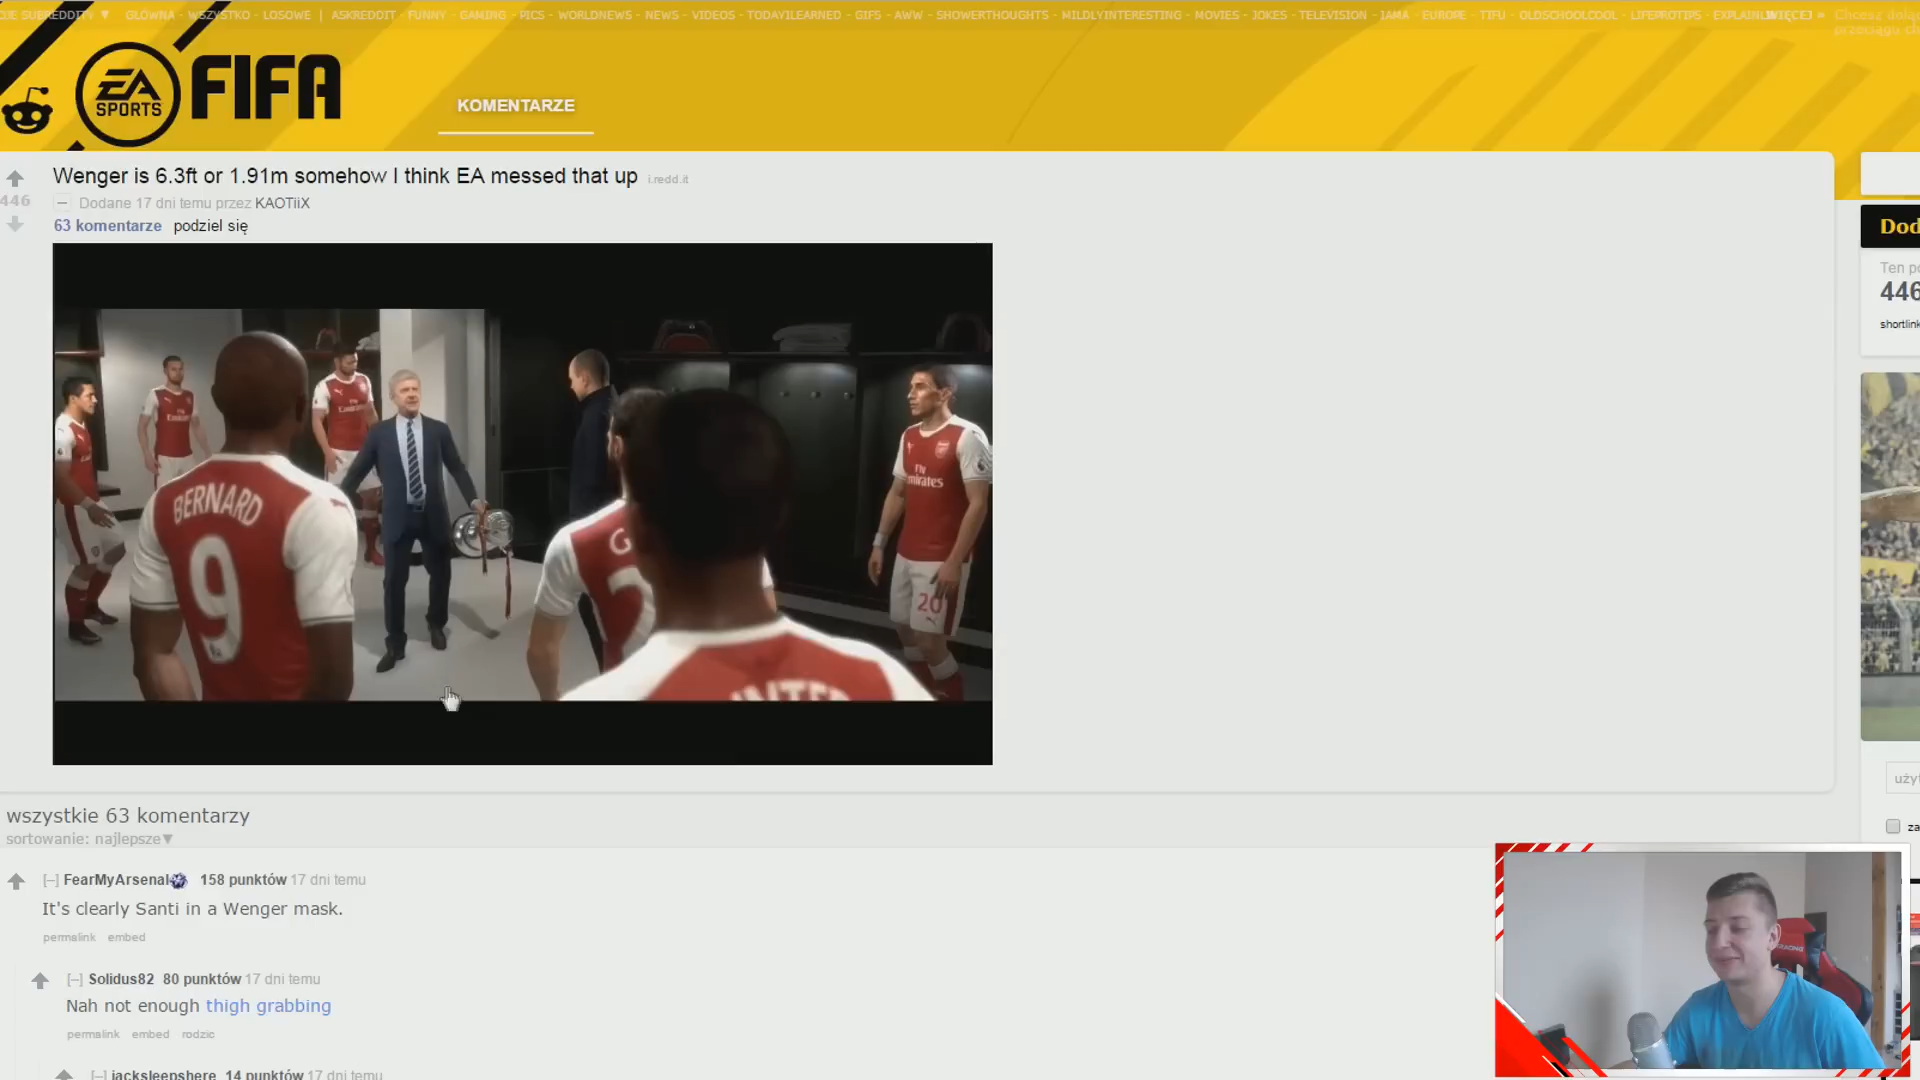 GŁÓWNA - WSZYSTKO - LOSOWE | ASKREDDIT - FUNNY - GAMING - PICS - WORLDNEWS - NEWS - VIDEOS - TODAYILEARNED - GIFS - AWW - SHOWERTHOUGHTS - MILDLYINTERESTING - MOVIES - JOKES - TELEVISION - IAMA - EUROPE - TIFU - OLDSCHOOLCOOL - LIFEPROTIPS -
EA SPORTS FIFA
KOMENTARZE
Wenger is 6.3ft or 1.91m somehow I think EA messed that up i.redd.it
446
Dodane 17 dni temu przez KAOTiiX
63 komentarze podziel się
Dod
Ten
446
shortlink
BERNARD
9
Fly Emirates
20
wszystkie 63 komentarzy
sortowanie: najlepsze▼
[–] FearMyArsenal 158 punktów 17 dni temu
It's clearly Santi in a Wenger mask.
permalink embed
[–] Solidus82 80 punktów 17 dni temu
Nah not enough thigh grabbing
permalink embed rodzic
[–] jacksleepshere 14 punktów 17 dni temu